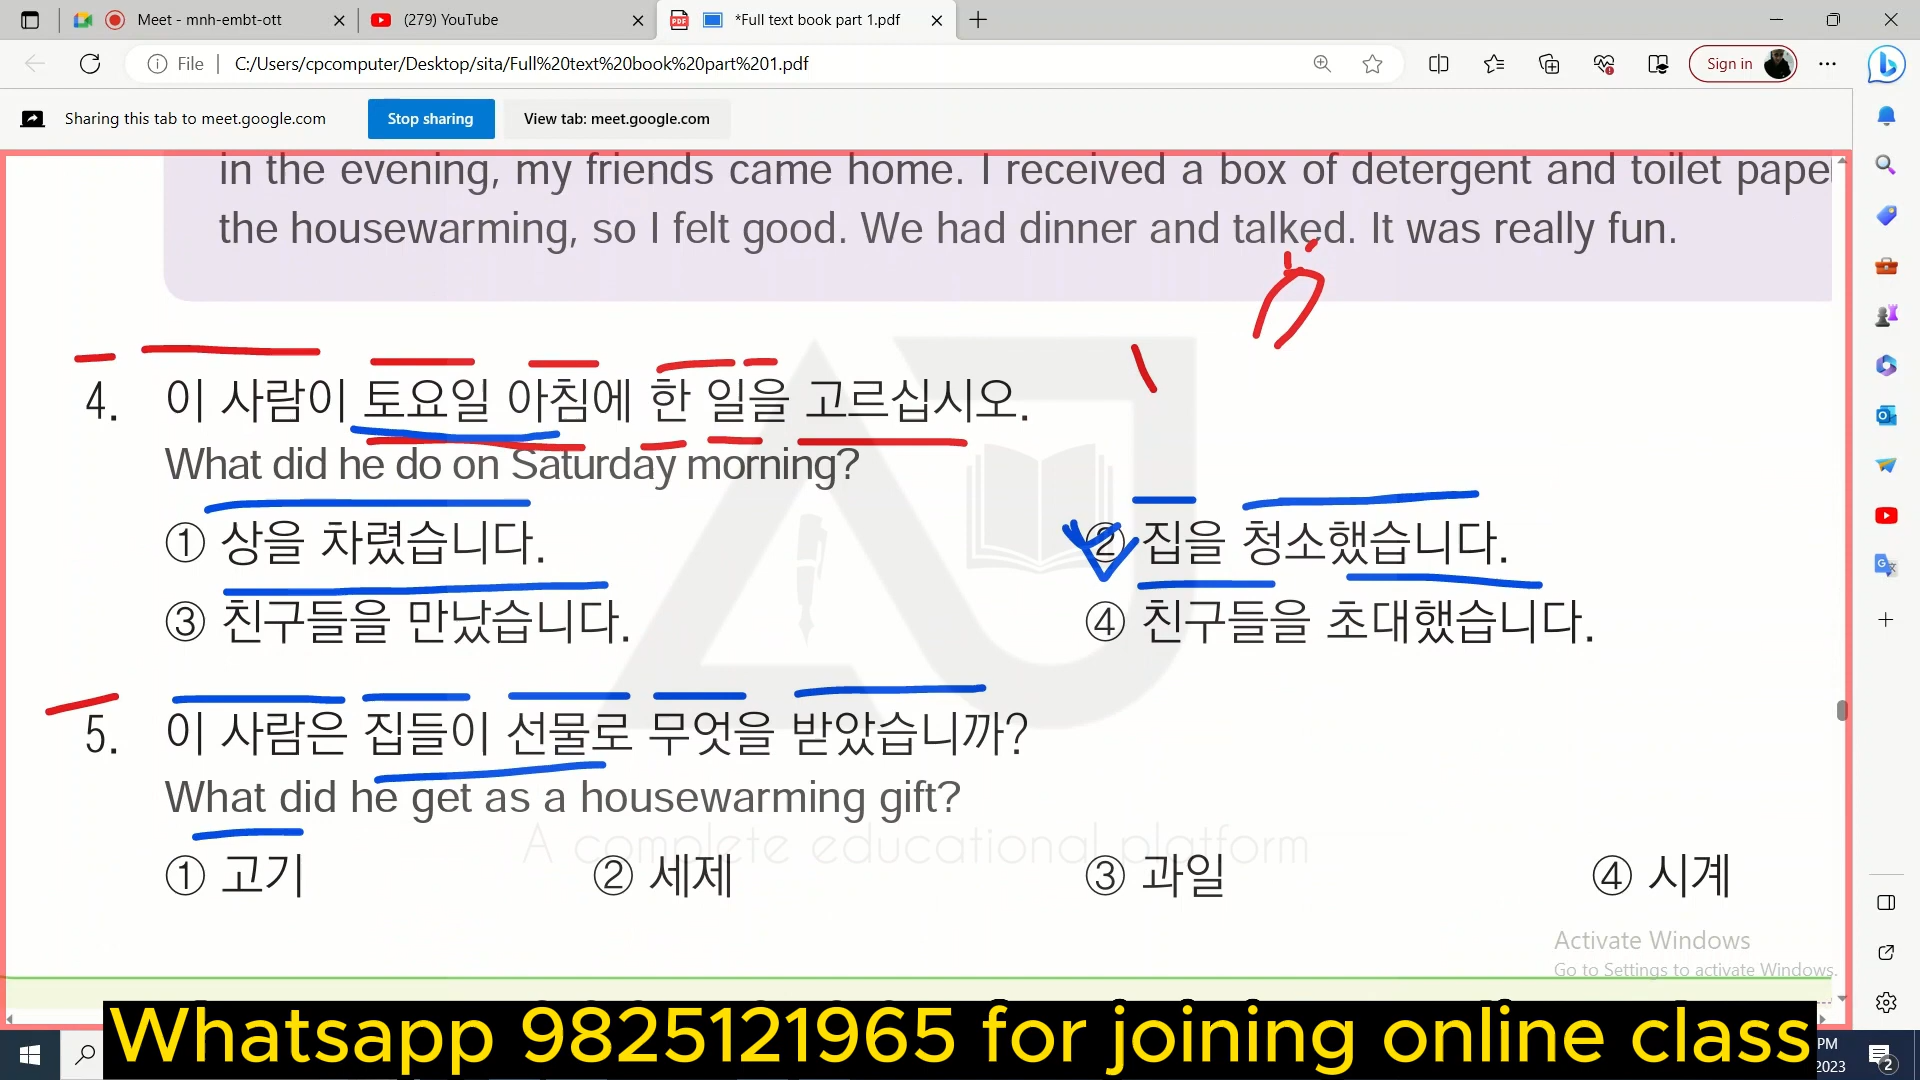 Meet - mnh-embt-ott
(279) YouTube
*Full text book part 1.pdf
File
C:/Users/cpcomputer/Desktop/sita/Full%20text%20book%20part%201.pdf
Sign in
Sharing this tab to meet.google.com
Stop sharing
View tab: meet.google.com
in the evening, my friends came home. I received a box of detergent and toilet pape
the housewarming, so I felt good. We had dinner and talked. It was really fun.
4. 이 사람이 토요일 아침에 한 일을 고르십시오.
What did he do on Saturday morning?
① 상을 차렸습니다.
② 집을 청소했습니다.
③ 친구들을 만났습니다.
④ 친구들을 초대했습니다.
5. 이 사람은 집들이 선물로 무엇을 받았습니까?
What did he get as a housewarming gift?
A complete educational platform
① 고기 ② 세제 ③ 과일 ④ 시계
Activate Windows
Go to Settings to activate Windows.
Whatsapp 9825121965 for joining online class
PM
2023
2